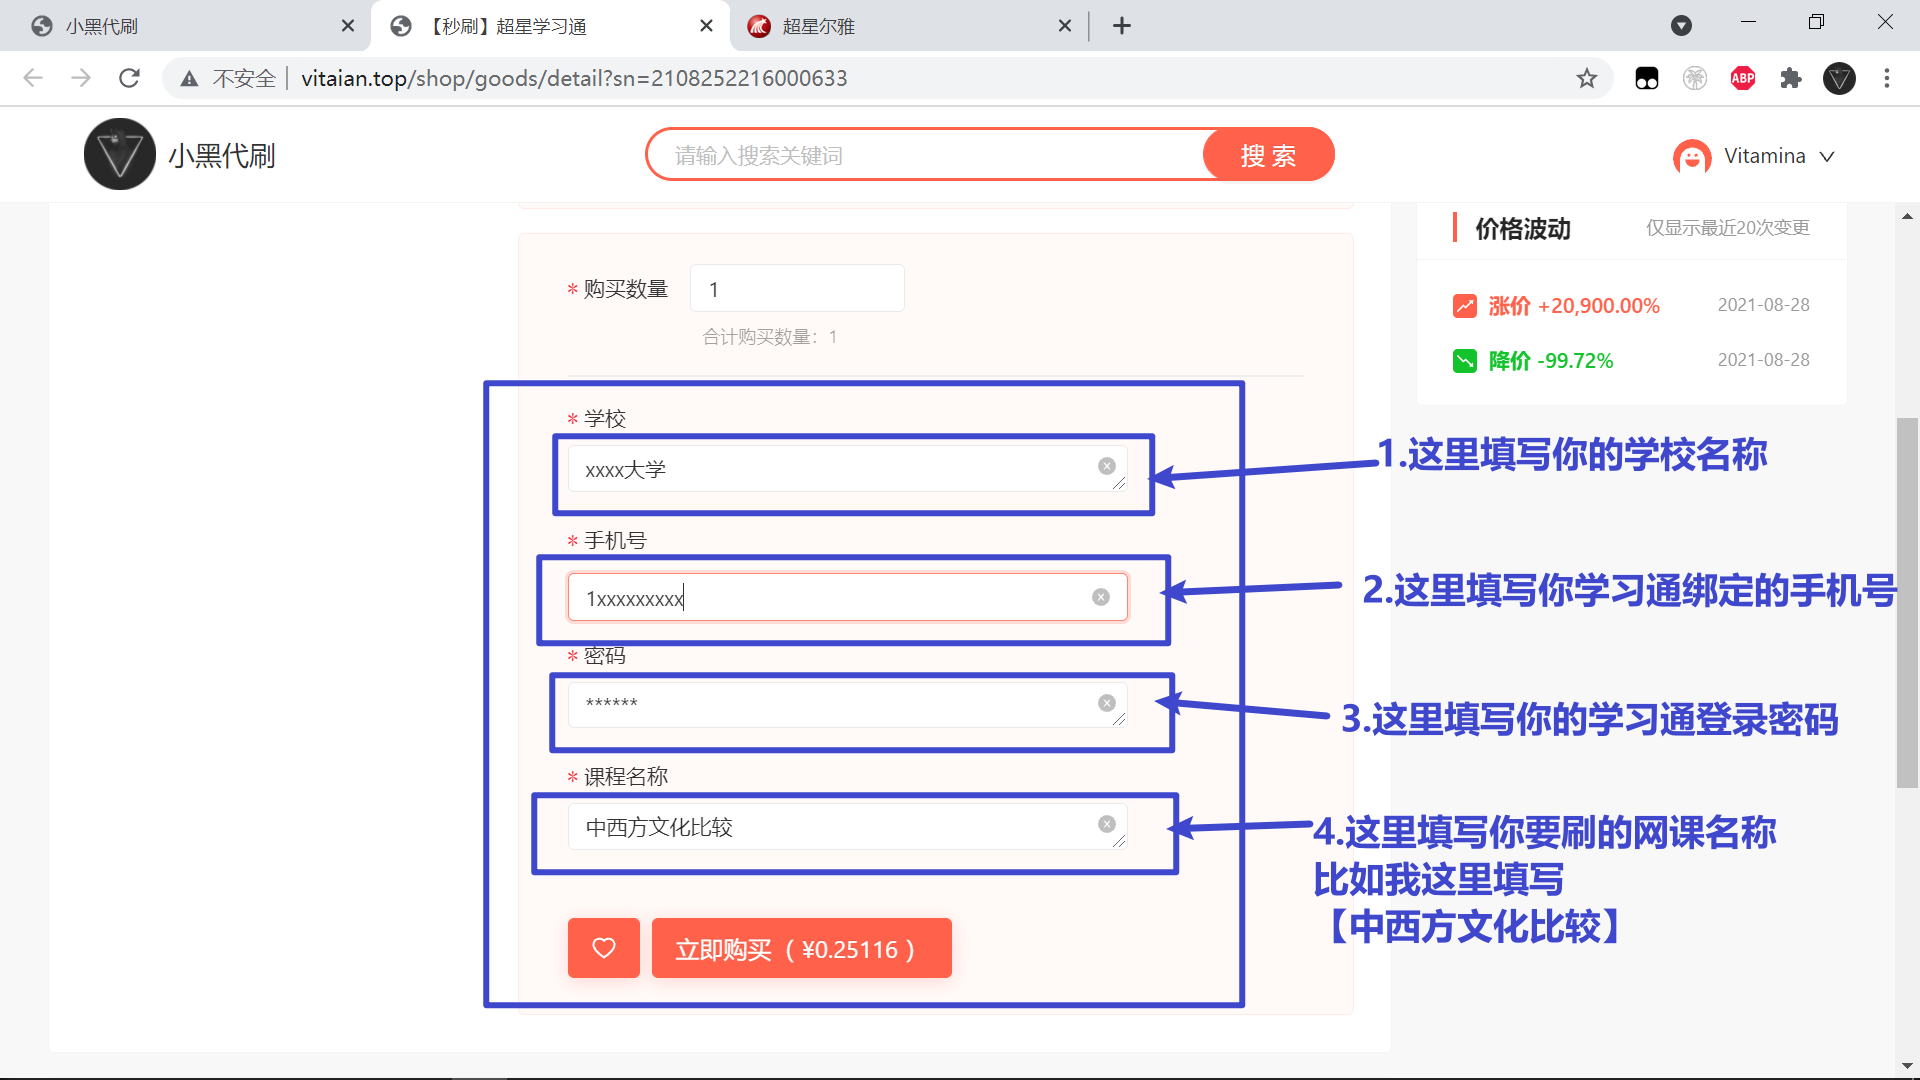 小黑代刷
【秒刷】超星学习通
超星尔雅
不安全
vitaian.top/shop/goods/detail?sn=2108252216000633
ABP
小黑代刷
请输入搜索关键词
搜 索
Vitamina
价格波动
仅显示最近20次变更
* 购买数量
1
合计购买数量：1
涨价 +20,900.00%
2021-08-28
降价 -99.72%
2021-08-28
* 学校
xxxx大学
1.这里填写你的学校名称
* 手机号
1xxxxxxxxx
2.这里填写你学习通绑定的手机号
* 密码
******
3.这里填写你的学习通登录密码
* 课程名称
中西方文化比较
4.这里填写你要刷的网课名称
比如我这里填写
【中西方文化比较】
立即购买（ ¥0.25116 ）